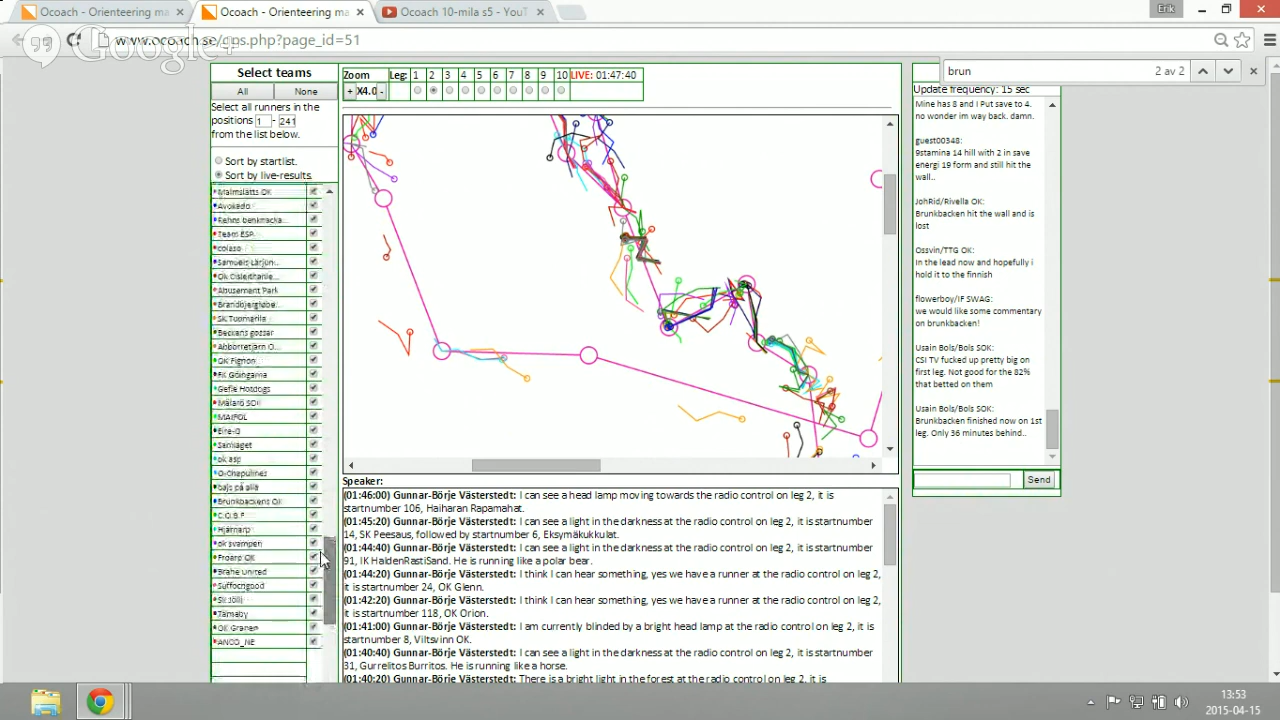 Ocoach - Orienteering ma
Ocoach - Orienteering ma
Ocoach 10-mila s5 - YouT
Erik
Google+
page_id=51
brun
2 av 2
Select teams
All None
Select all runners in the
positions 1 - 241
from the list below.
Sort by startlist.
Sort by live-results.
Malmslätts OK
Avokado
Team ESP
colaso
Abusement Park
SK Tuomarila
Beckans gossar
OK Pignon
FK Göingarna
Gefle Hotdogs
Mälarö SOK
MAIPOL
Eire-O
Samlaget
ok asp
O-Chapulines
bajs på alla
Brunkbackens OK
C.O.B.F
Hjärnarp
ok svampen
Froarp OK
Brahe united
Suffocngood
Tärnaby
OK Granen
ANCO_NE
Zoom
+ X4.0 -
Leg: 1 2 3 4 5 6 7 8 9 10 LIVE: 01:47:40
Speaker:
(01:46:00) Gunnar-Börje Västerstedt: I can see a head lamp moving towards the radio control on leg 2, it is
startnumber 106, Haiharan Rapamahat.
(01:45:20) Gunnar-Börje Västerstedt: I can see a light in the darkness at the radio control on leg 2, it is startnumber
14, SK Peesaus, followed by startnumber 6, Eksymäkukkulat.
(01:44:40) Gunnar-Börje Västerstedt: I can see a light in the darkness at the radio control on leg 2, it is startnumber
91, IK HaldenRastiSand. He is running like a polar bear.
(01:44:20) Gunnar-Börje Västerstedt: I think I can hear something, yes we have a runner at the radio control on leg 2,
it is startnumber 24, OK Glenn.
(01:42:20) Gunnar-Börje Västerstedt: I think I can hear something, yes we have a runner at the radio control on leg 2,
it is startnumber 118, OK Orion.
(01:41:00) Gunnar-Börje Västerstedt: I am currently blinded by a bright head lamp at the radio control on leg 2, it is
startnumber 8, Viltsvinn OK.
(01:40:40) Gunnar-Börje Västerstedt: I can see a light in the darkness at the radio control on leg 2, it is startnumber
31, Gurrelitos Burritos. He is running like a horse.
(01:40:20) Gunnar-Börje Västerstedt: There is a bright light in the forest at the radio control on leg 2, it is
Update frequency: 15 sec
Mine has 8 and I Put save to 4.
no wonder im way back. damn.
guest00348:
9stamina 14 hill with 2 in save
energi 19 form and still hit the
wall..
JohRid/Rivella OK:
Brunkbacken hit the wall and is
lost
Ossvin/TTG OK:
In the lead now and hopefully i
hold it to the finnish
flowerboy/IF SWAG:
we would like some commentary
on brunkbacken!
Usain Bols/Bols SOK:
CSI TV fucked up pretty big on
first leg. Not good for the 82%
that betted on them
Usain Bols/Bols SOK:
Brunkbacken finished now on 1st
leg. Only 36 minutes behind..
Send
13:53
2015-04-15